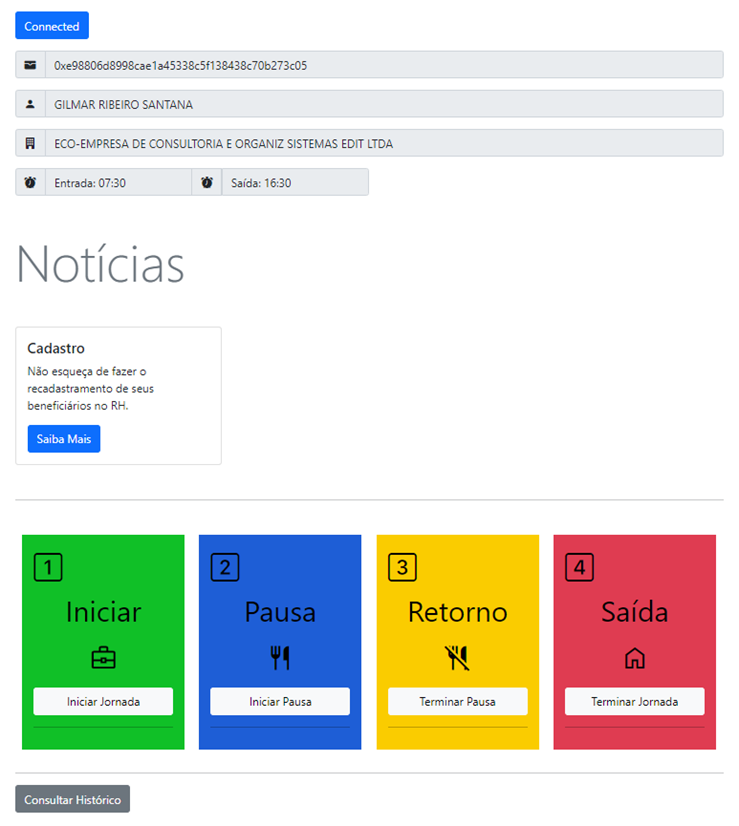 Connected
0xe98806d8998cae1a45338c5f138438c70b273c05
GILMAR RIBEIRO SANTANA
ECO-EMPRESA DE CONSULTORIA E ORGANIZ SISTEMAS EDIT LTDA
Entrada: 07:30 Saída: 16:30
Notícias
Cadastro
Não esqueça de fazer o
recadastramento de seus
beneficiários no RH.
Saiba Mais
1 2 3 4
Iniciar Pausa Retorno Saída
Iniciar Jornada Iniciar Pausa Terminar Pausa Terminar Jornada
Consultar Histórico